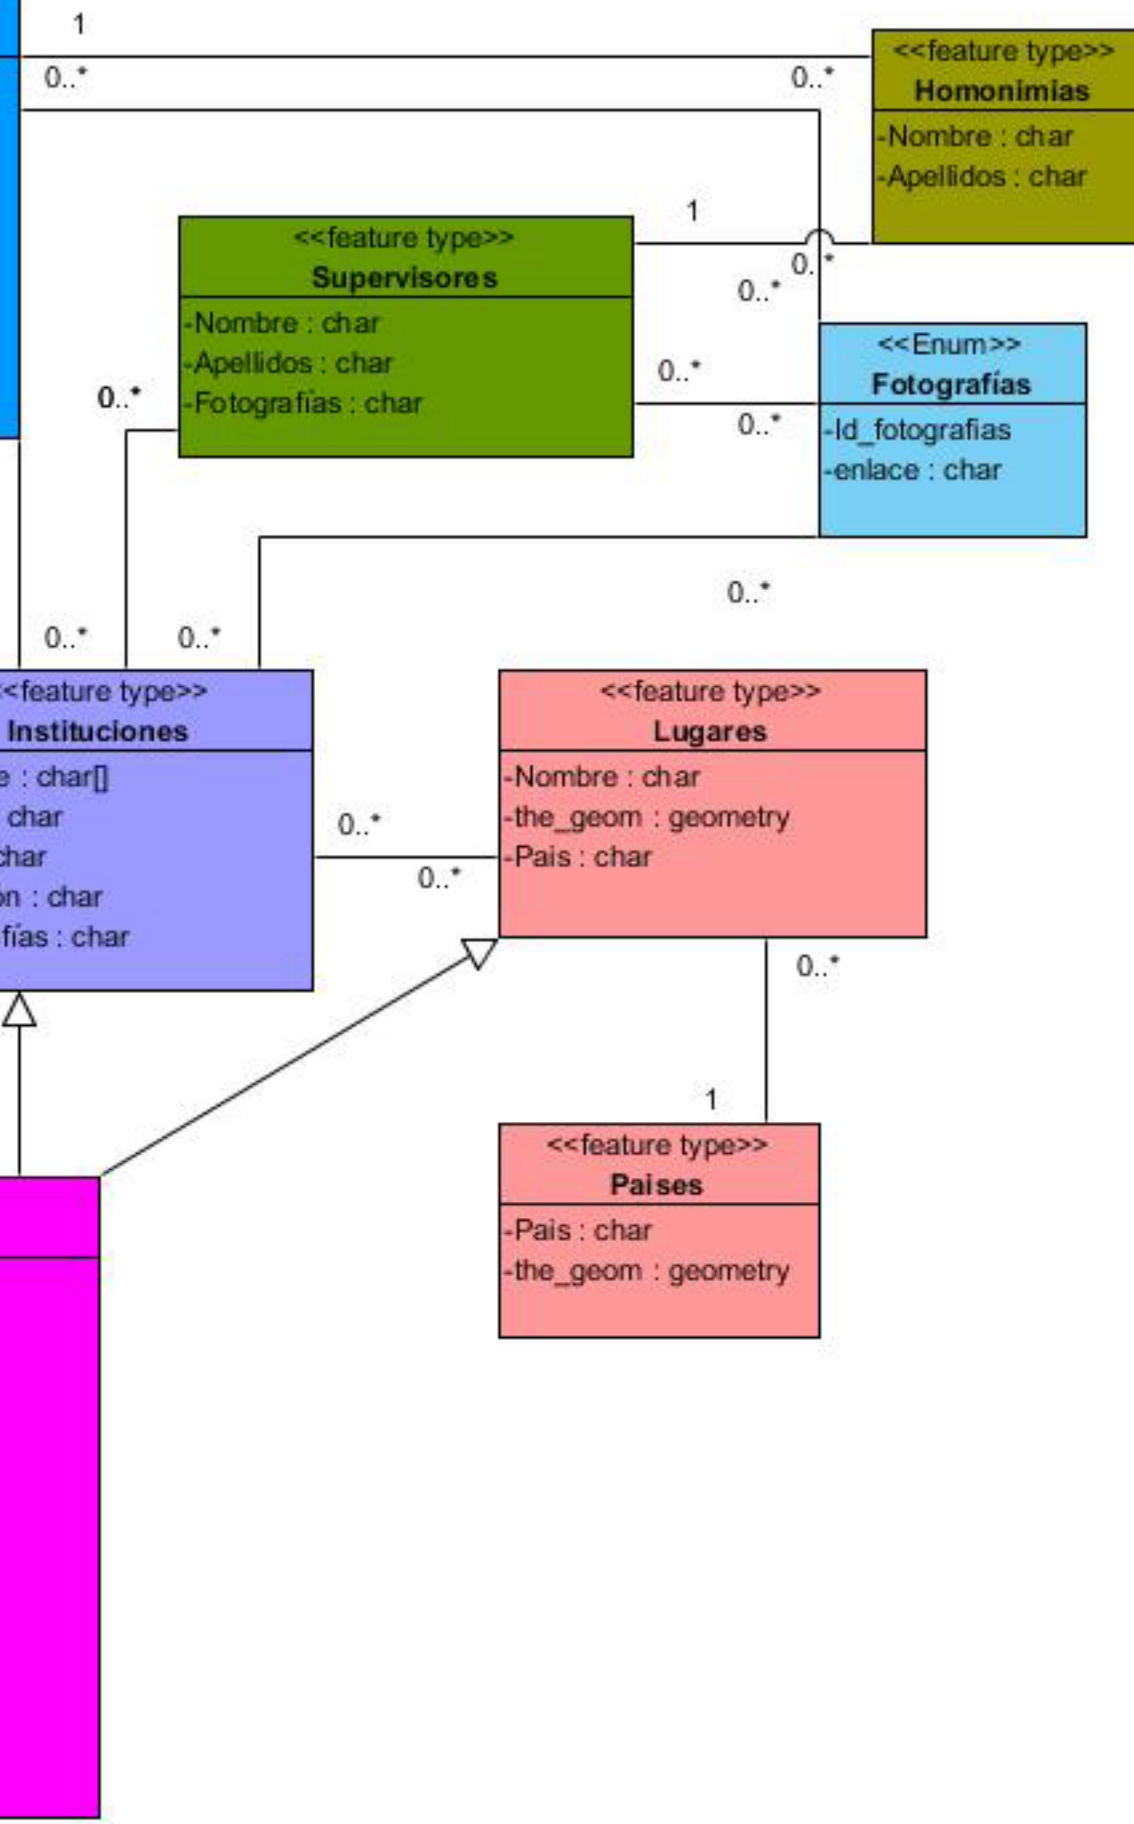 1
0..*
0..*
<<feature type>>
Homonimias
-Nombre : char
-Apellidos : char
<<feature type>>
Supervisores
-Nombre : char
-Apellidos : char
-Fotografías : char
1
0..*
0..*
0..*
0..*
0..*
<<Enum>>
Fotografías
-Id_fotografias
-enlace : char
0..*
0..*
0..*
<feature type>>
Instituciones
e : char[]
char
char
ón : char
fías : char
0..*
0..*
<<feature type>>
Lugares
-Nombre : char
-the_geom : geometry
-Pais : char
0..*
1
<<feature type>>
Paises
-Pais : char
-the_geom : geometry